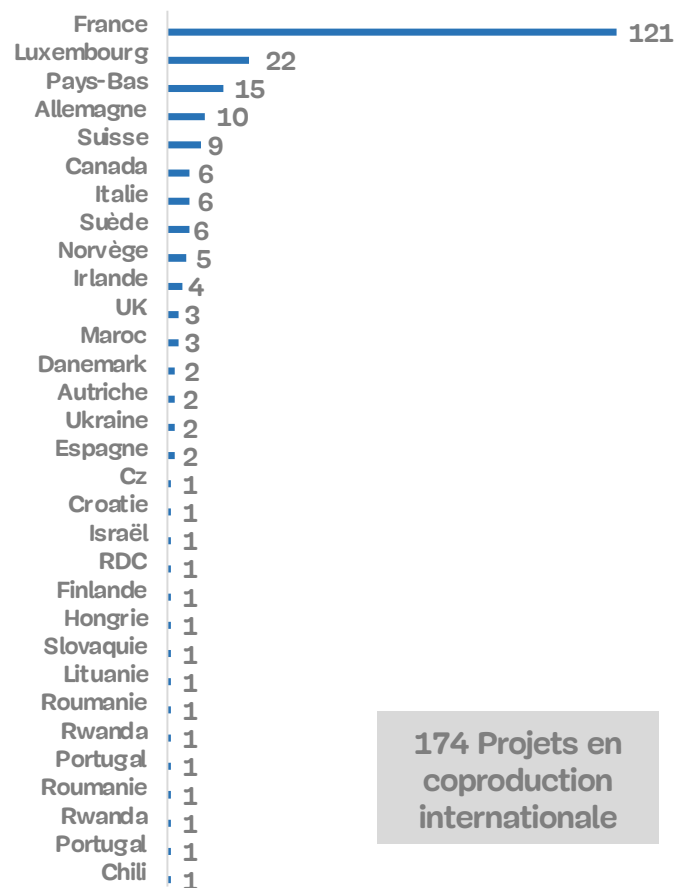 France 121
Luxembourg 22
Pays-Bas 15
Allemagne 10
Suisse 9
Canada 6
Italie 6
Suède 6
Norvège 5
Irlande 4
UK 3
Maroc 3
Danemark 2
Autriche 2
Ukraine 2
Espagne 2
Cz 1
Croatie 1
Israël 1
RDC 1
Finlande 1
Hongrie 1
Slovaquie 1
Lituanie 1
Roumanie 1
Rwanda 1
Portugal 1
Roumanie 1
Rwanda 1
Portugal 1
Chili 1
174 Projets en
coproduction
internationale